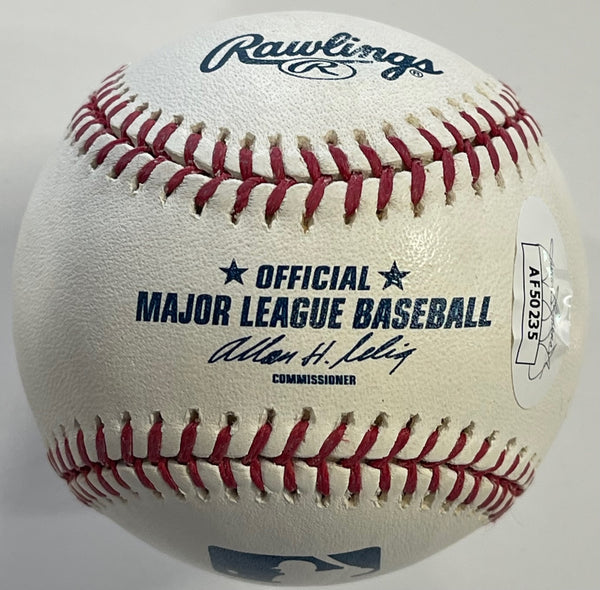 Rawlings
R®
OFFICIAL
MAJOR LEAGUE BASEBALL
Allan H. Selig
COMMISSIONER
AF50235